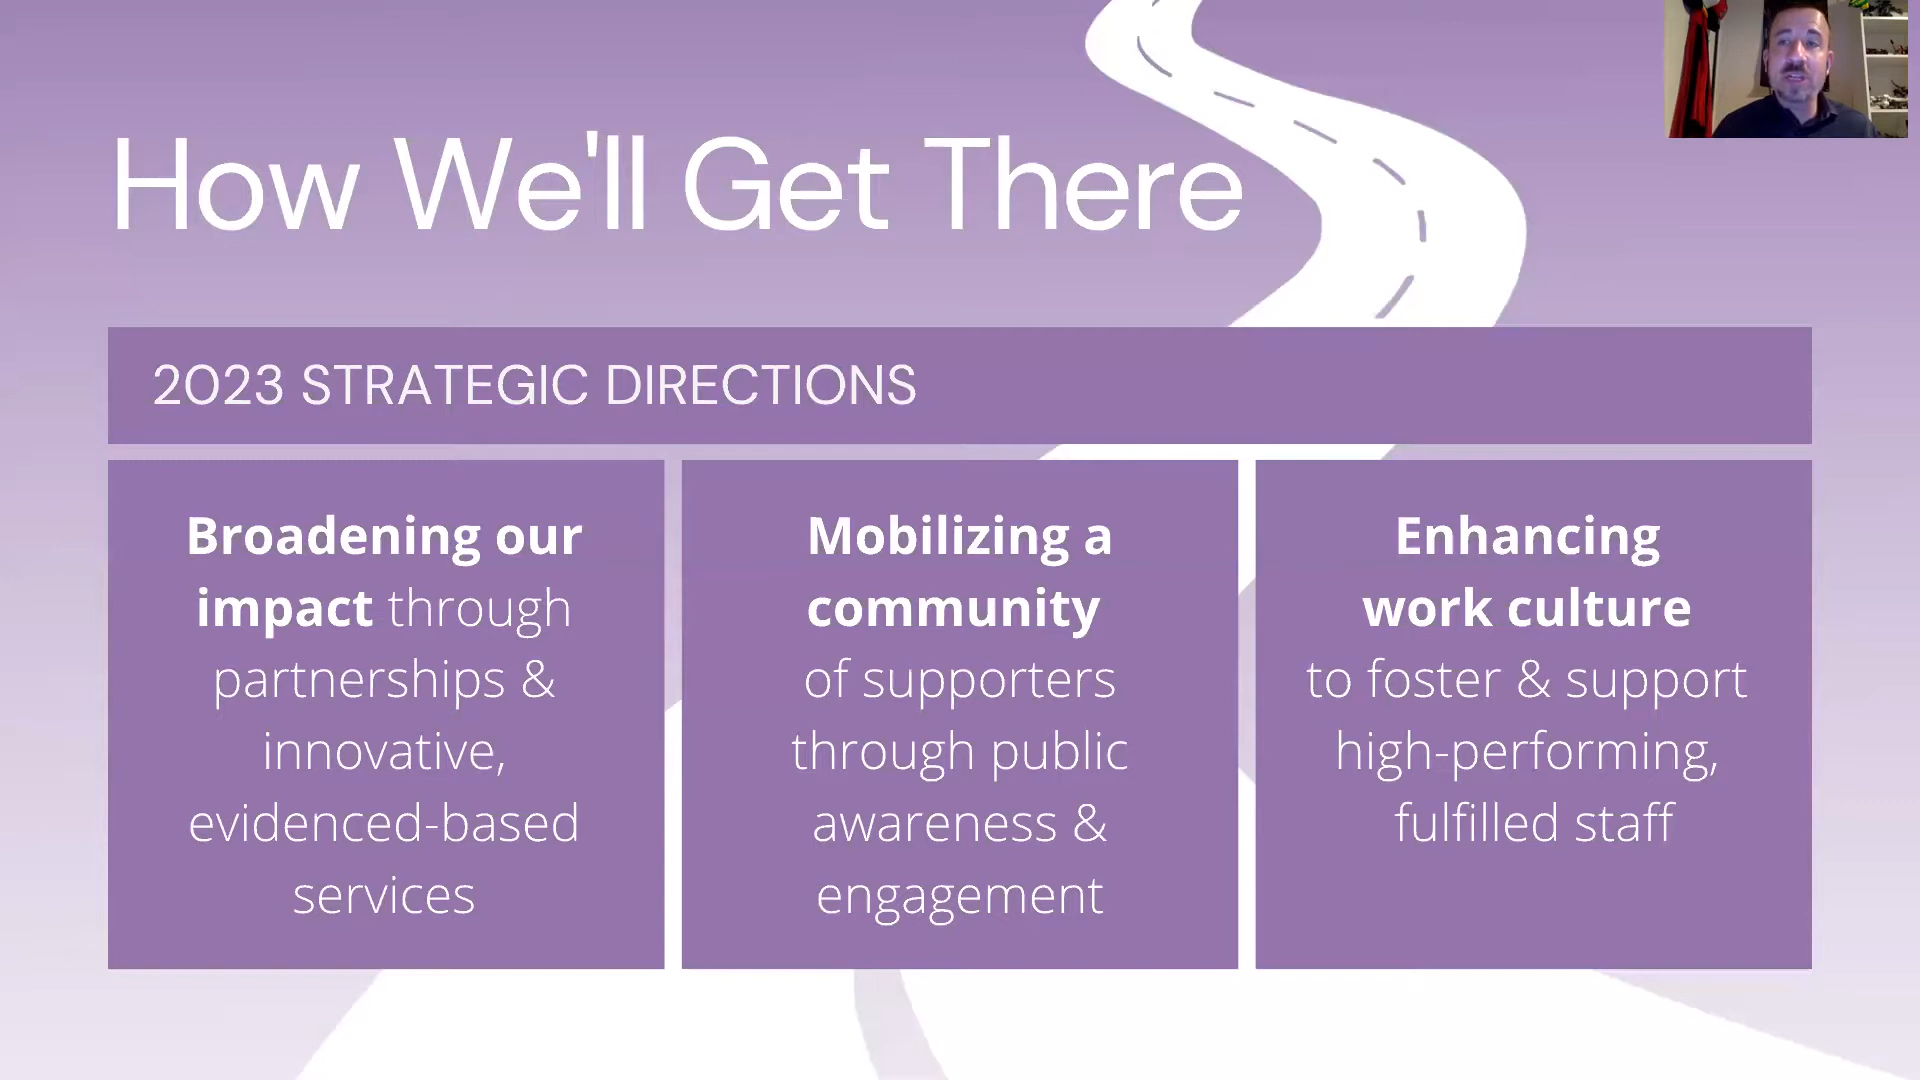 How We'll Get There
2023 STRATEGIC DIRECTIONS
Broadening our
impact through
partnerships &
innovative,
evidenced-based
services
Mobilizing a
community
of supporters
through public
awareness &
engagement
Enhancing
work culture
to foster & support
high-performing,
fulfilled staff